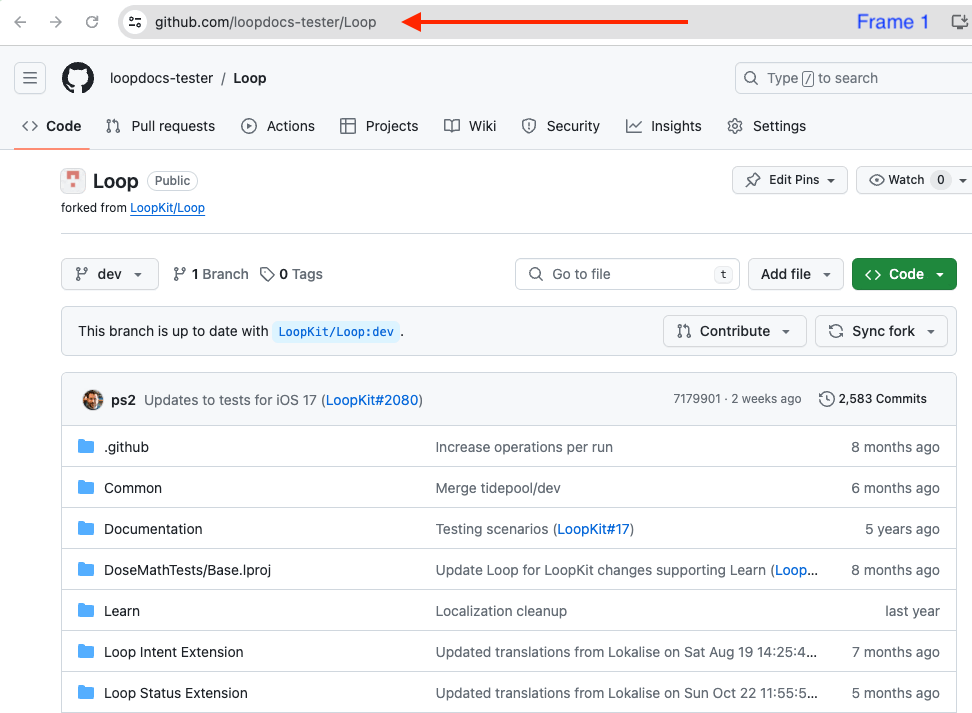 github.com/loopdocs-tester/Loop Frame 1
loopdocs-tester / Loop Type / to search
Code Pull requests Actions Projects Wiki Security Insights Settings
Loop Public Edit Pins Watch 0
forked from LoopKit/Loop
dev 1 Branch 0 Tags Go to file t Add file Code
This branch is up to date with LoopKit/Loop:dev. Contribute Sync fork
ps2 Updates to tests for iOS 17 (LoopKit#2080) 7179901 · 2 weeks ago 2,583 Commits
.github Increase operations per run 8 months ago
Common Merge tidepool/dev 6 months ago
Documentation Testing scenarios (LoopKit#17) 5 years ago
DoseMathTests/Base.lproj Update Loop for LoopKit changes supporting Learn (Loop... 8 months ago
Learn Localization cleanup last year
Loop Intent Extension Updated translations from Lokalise on Sat Aug 19 14:25:4... 7 months ago
Loop Status Extension Updated translations from Lokalise on Sun Oct 22 11:55:5... 5 months ago